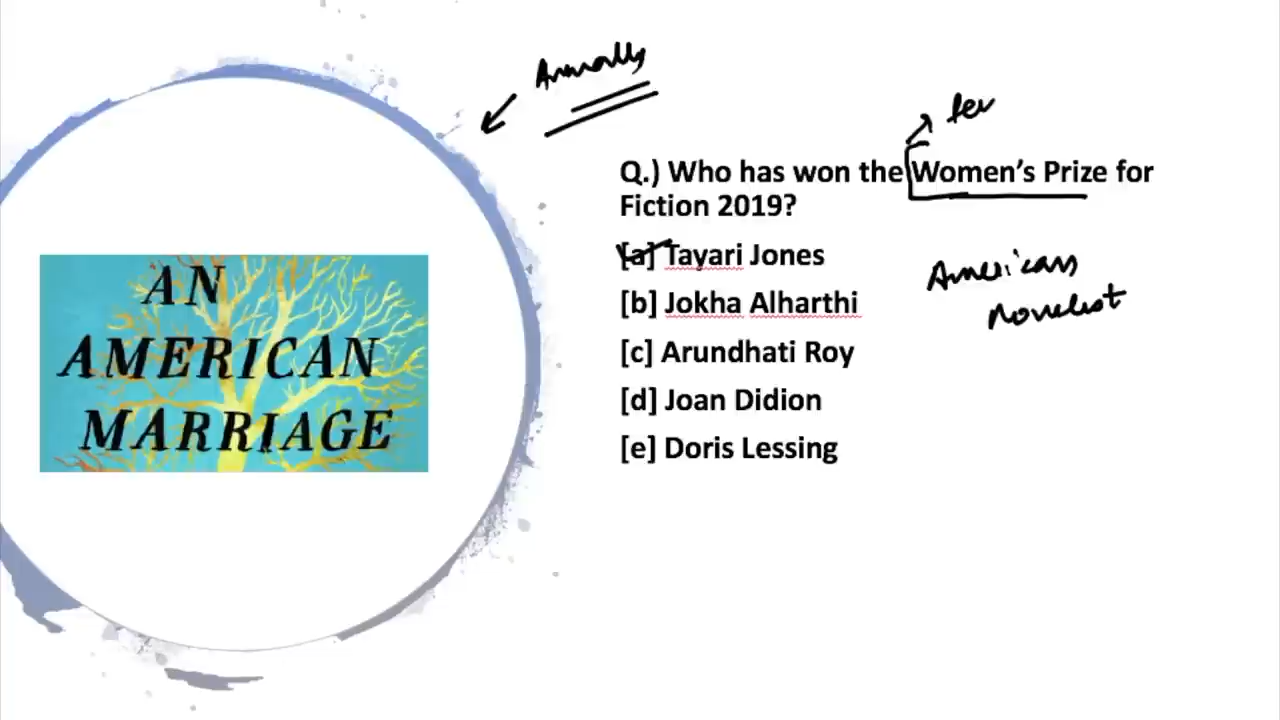 Annually
Q.) Who has won the Women's Prize for
Fiction 2019?
[a] Tayari Jones
[b] Jokha Alharthi
[c] Arundhati Roy
[d] Joan Didion
[e] Doris Lessing
American
novelist
AN
AMERICAN
MARRIAGE